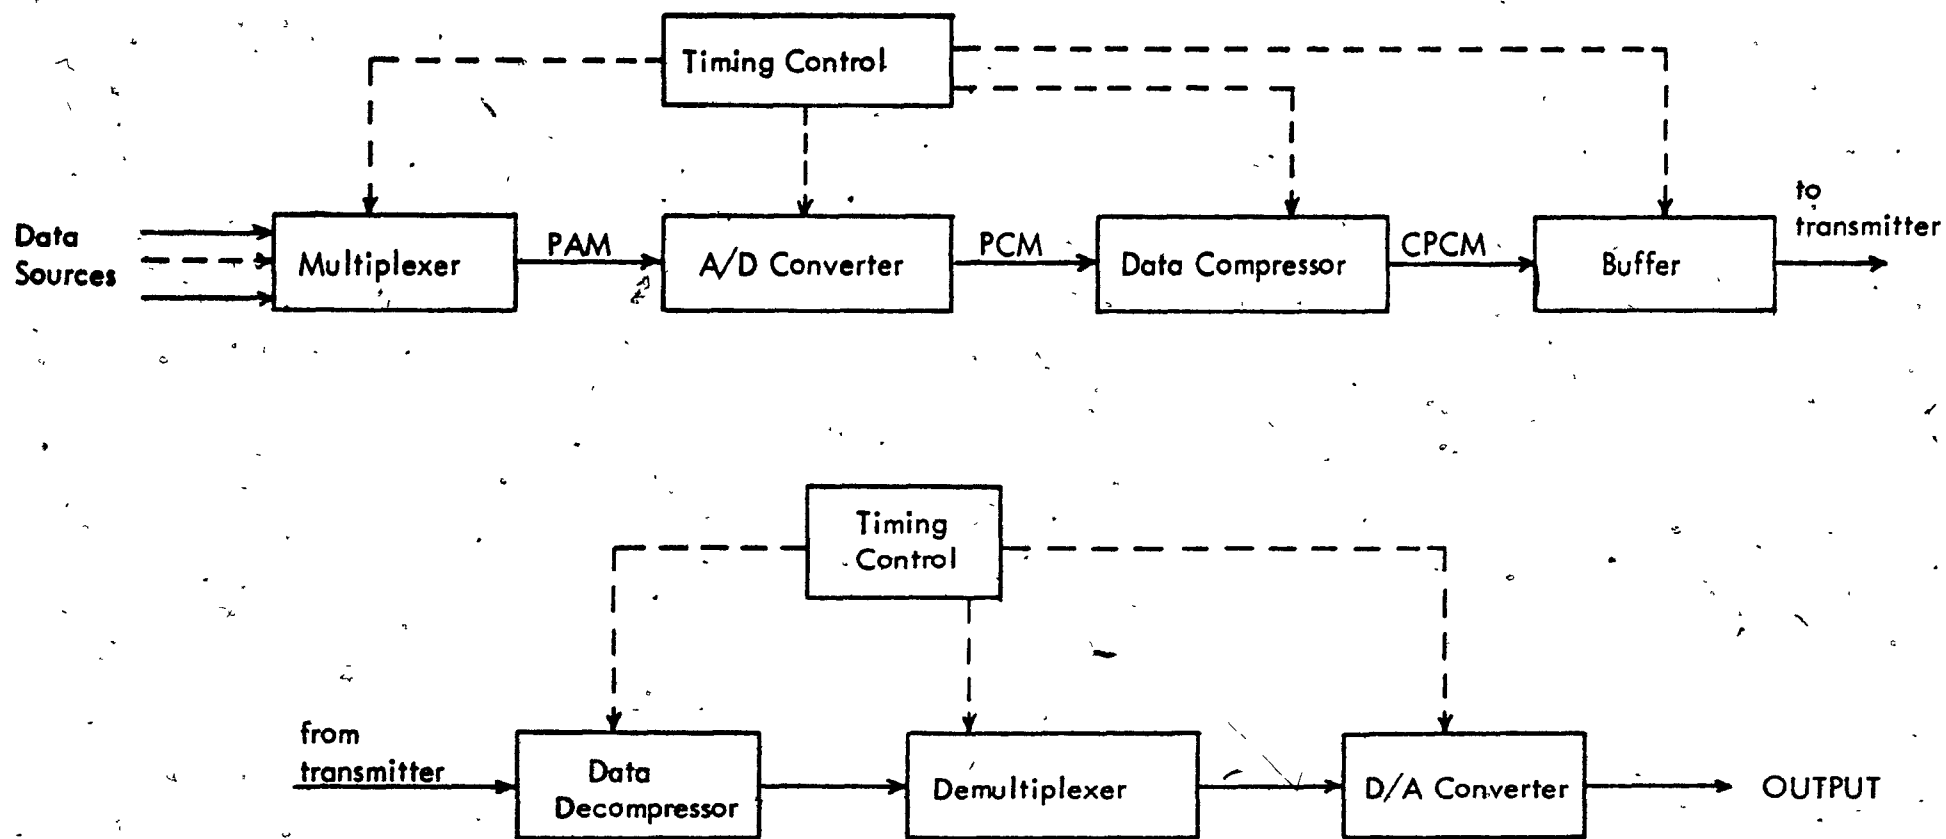 Timing Control
Data
Sources
Multiplexer
PAM
A/D Converter
PCM
Data Compressor
CPCM
Buffer
to
transmitter
Timing
Control
from
transmitter
Data
Decompressor
Demultiplexer
D/A Converter
OUTPUT